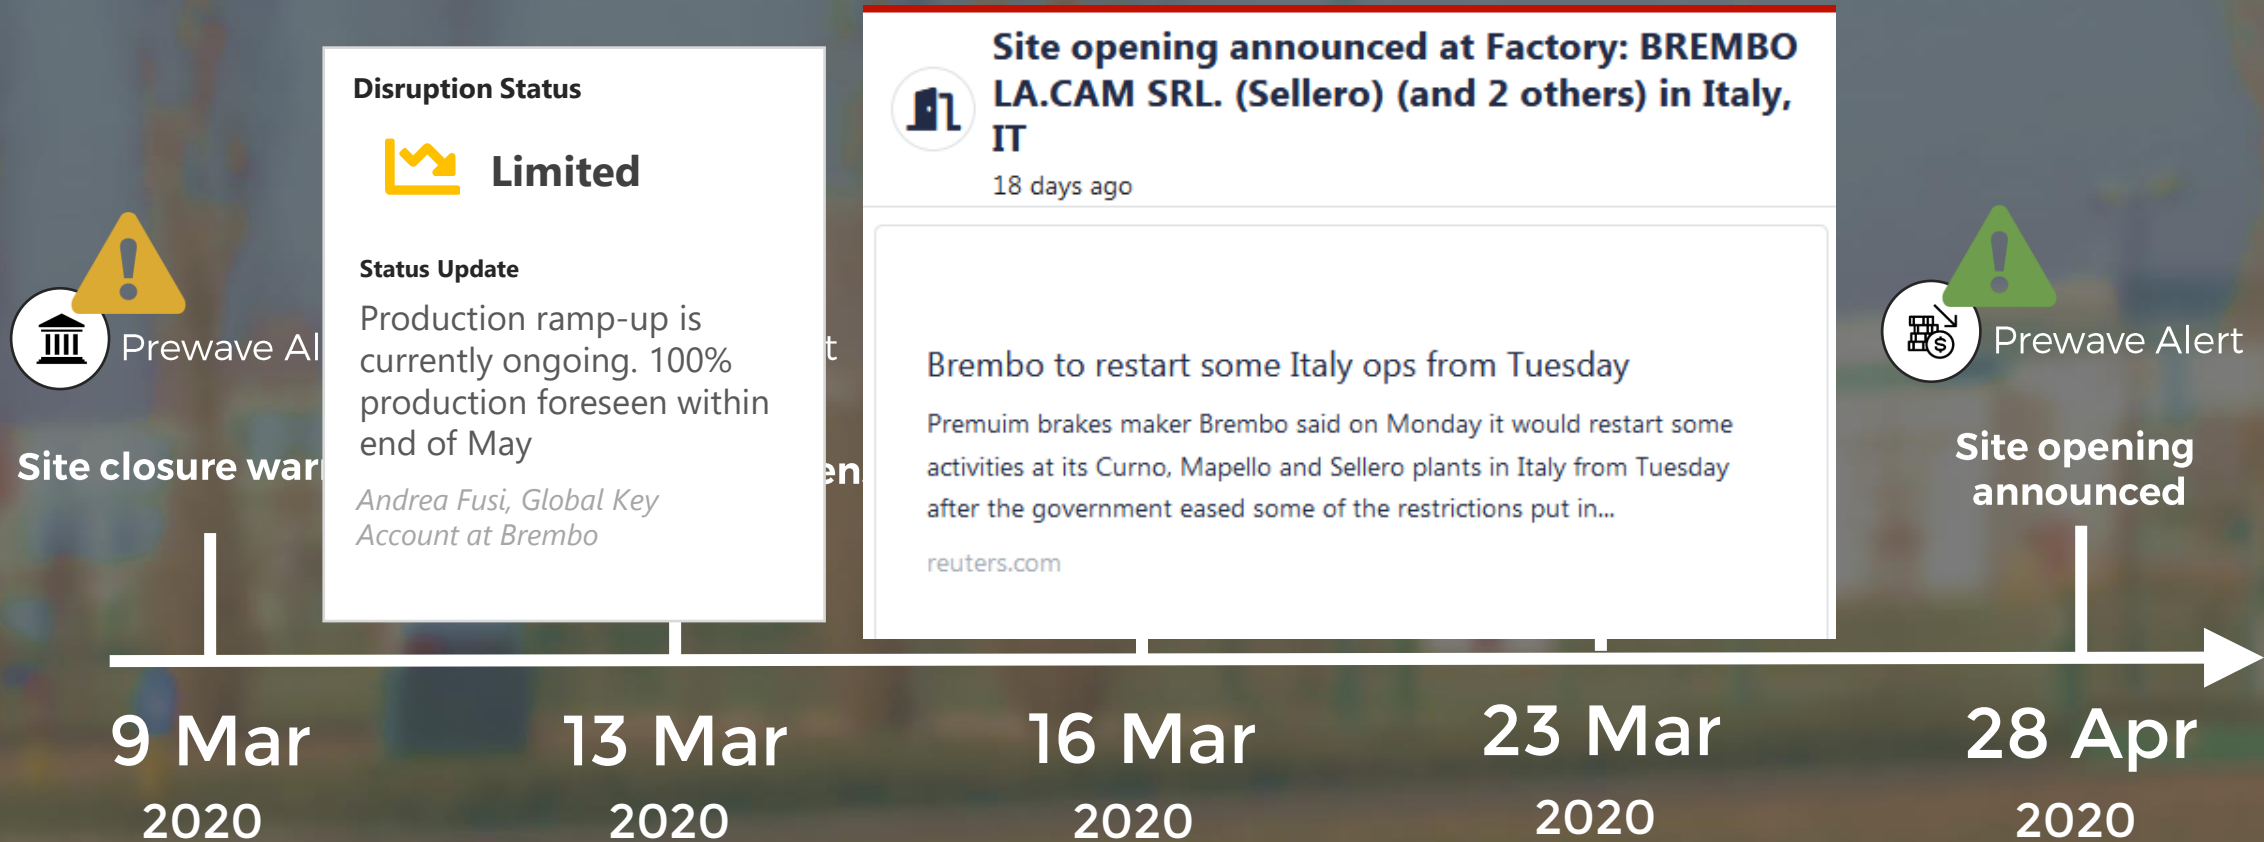 Disruption Status
Limited
Status Update
Production ramp-up is
currently ongoing. 100%
production foreseen within
end of May
Andrea Fusi, Global Key
Account at Brembo
Site opening announced at Factory: BREMBO
LA.CAM SRL. (Sellero) (and 2 others) in Italy,
IT
18 days ago
Brembo to restart some Italy ops from Tuesday
Premuim brakes maker Brembo said on Monday it would restart some
activities at its Curno, Mapello and Sellero plants in Italy from Tuesday
after the government eased some of the restrictions put in...
reuters.com
Prewave
Site closure
Prewave Alert
Site opening
announced
9 Mar
2020
13 Mar
2020
16 Mar
2020
23 Mar
2020
28 Apr
2020